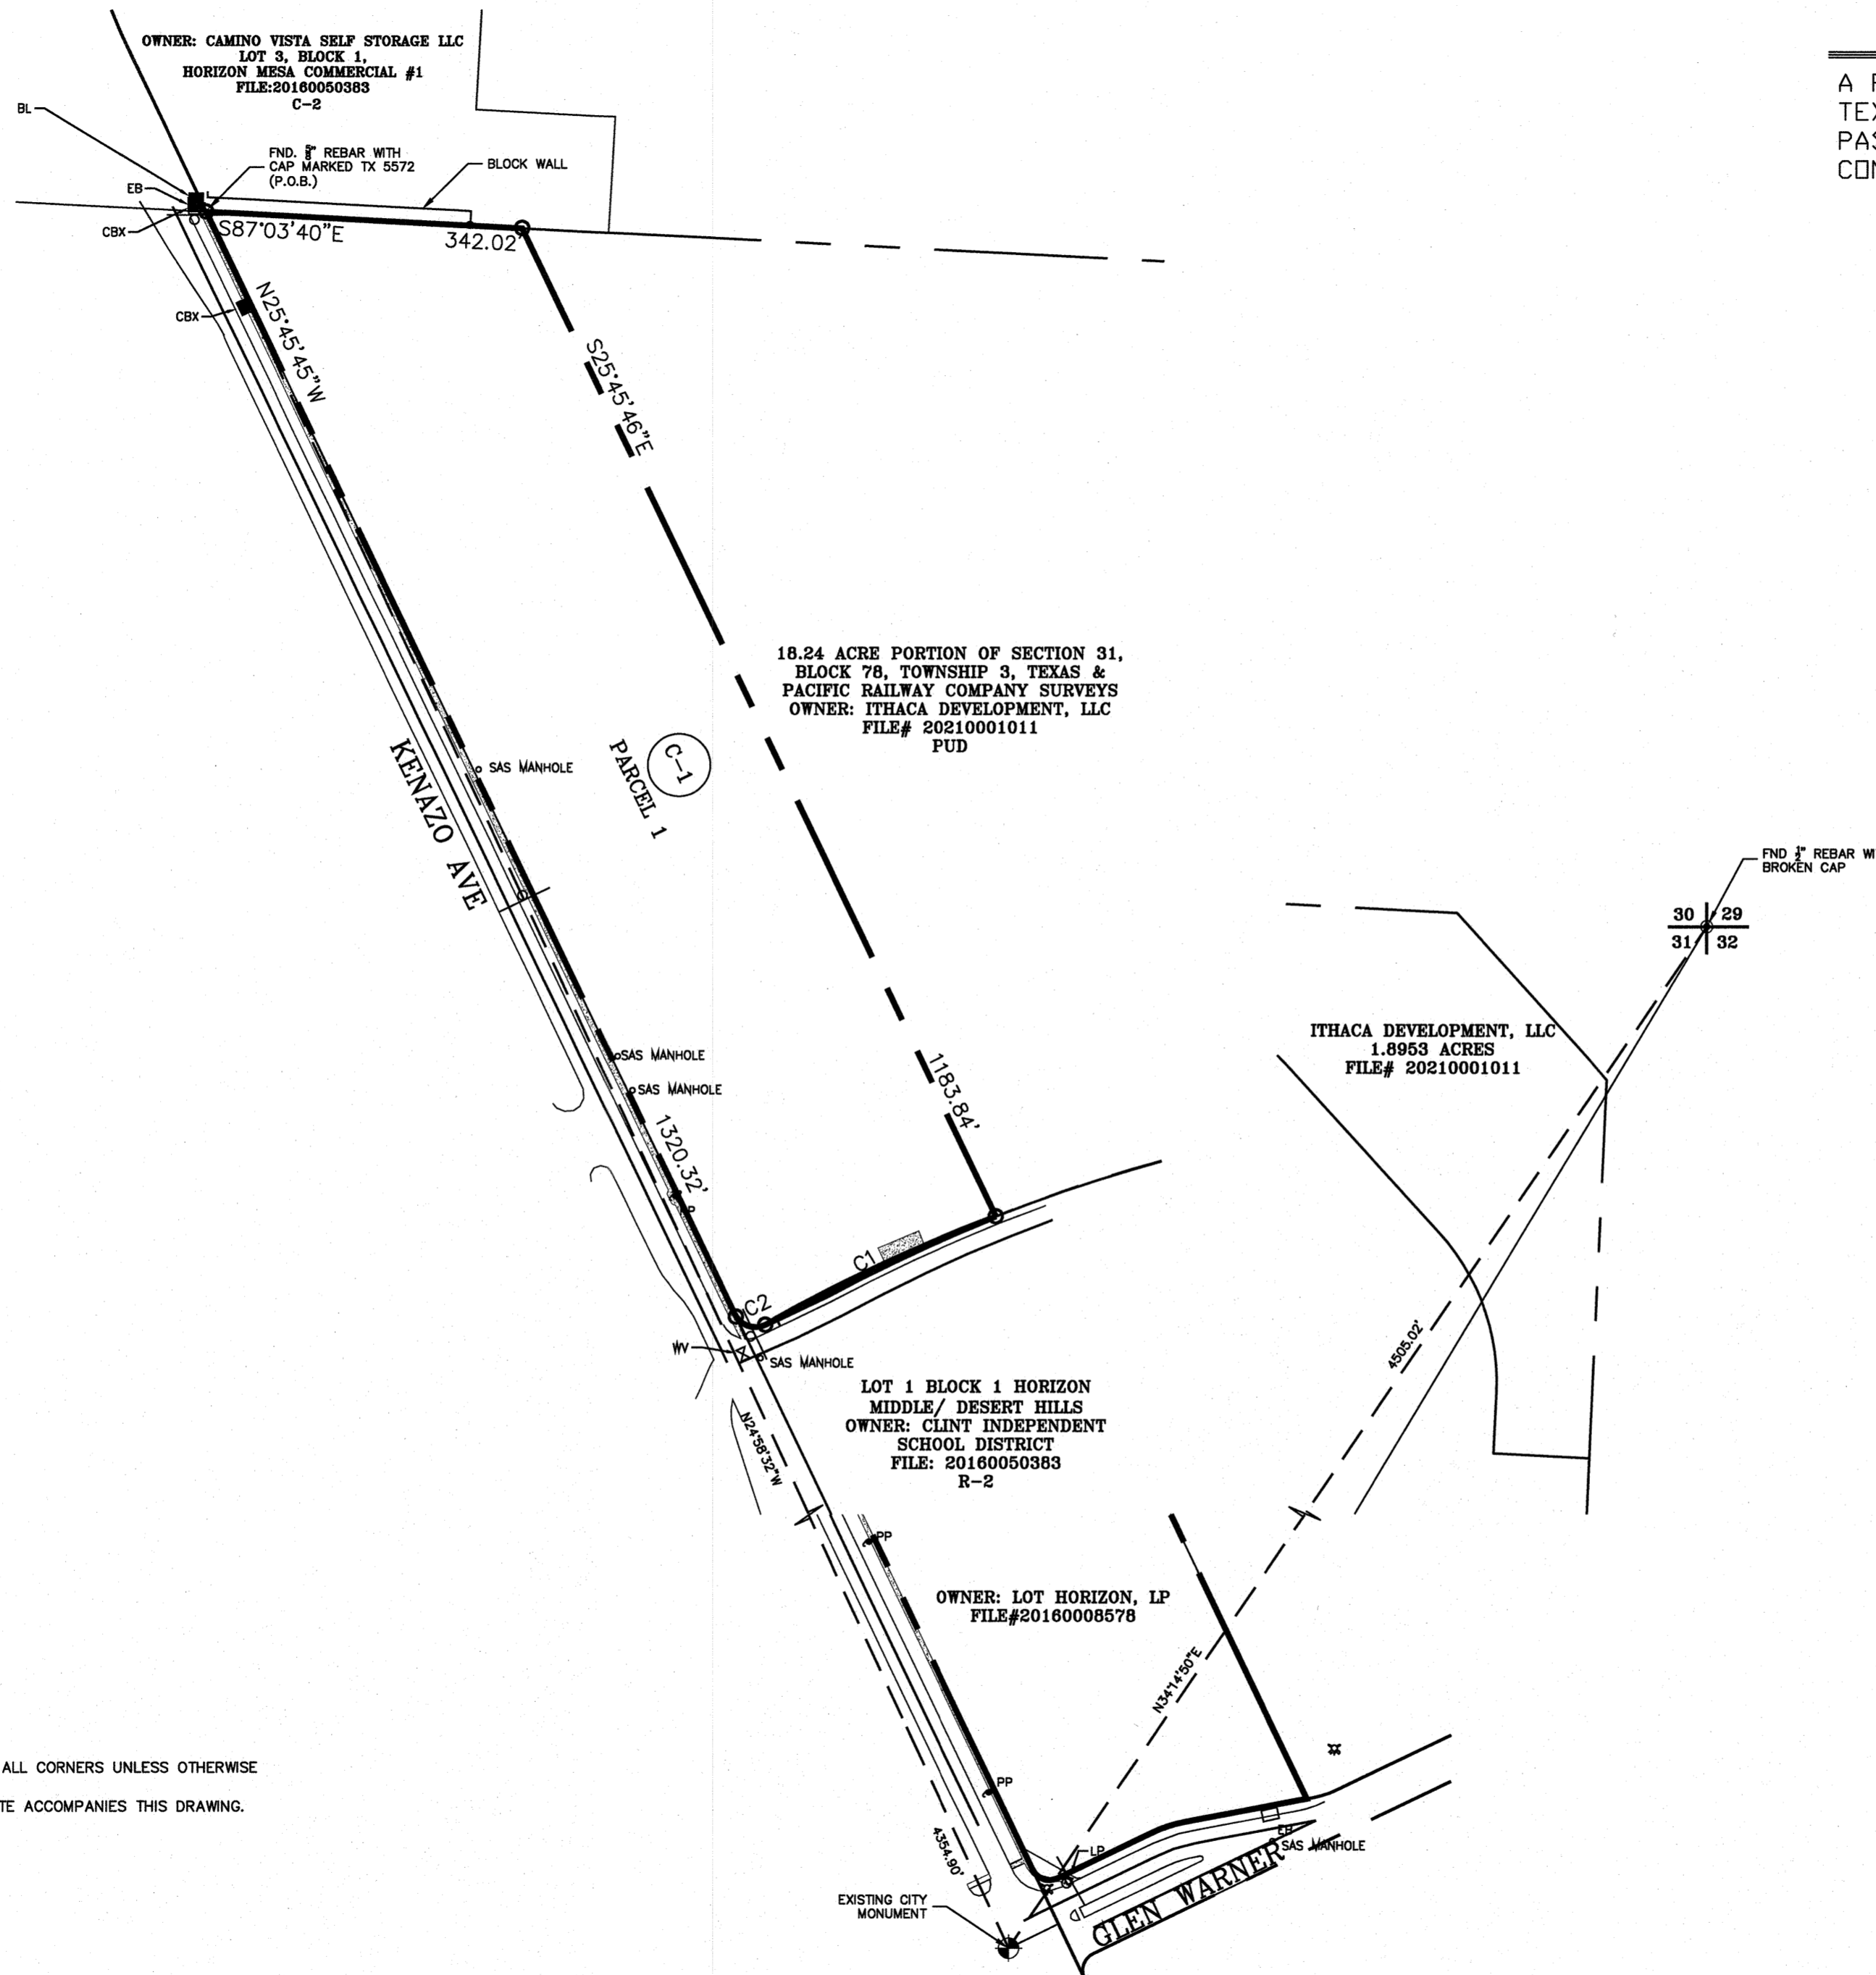 OWNER: CAMINO VISTA SELF STORAGE LLC
LOT 3, BLOCK 1,
HORIZON MESA COMMERCIAL #1
FILE:20160050383
C-2
A
TEX
PAS
CON
BL
FND. 5/8" REBAR WITH
CAP MARKED TX 5572
(P.O.B.)
BLOCK WALL
EB
CBX
S87°03'40"E
342.02'
CBX
N25°45'45"W
S25°45'46"E
18.24 ACRE PORTION OF SECTION 31,
BLOCK 78, TOWNSHIP 3, TEXAS &
PACIFIC RAILWAY COMPANY SURVEYS
OWNER: ITHACA DEVELOPMENT, LLC
FILE# 20210001011
PUD
KENAZO AVE
SAS MANHOLE
PARCEL 1
C-1
FND 1/2" REBAR WI
BROKEN CAP
30 29
31 32
ITHACA DEVELOPMENT, LLC
1.8953 ACRES
FILE# 20210001011
SAS MANHOLE
SAS MANHOLE
1183.84'
1320.32'
C1
C2
WV
SAS MANHOLE
4505.02'
LOT 1 BLOCK 1 HORIZON
MIDDLE/ DESERT HILLS
OWNER: CLINT INDEPENDENT
SCHOOL DISTRICT
FILE: 20160050383
R-2
N24°58'32"W
PP
OWNER: LOT HORIZON, LP
FILE#20160008578
N34°14'50"E
ALL CORNERS UNLESS OTHERWISE
TE ACCOMPANIES THIS DRAWING.
PP
4354.90'
LP
EB
SAS MANHOLE
EXISTING CITY
MONUMENT
GLEN WARNER